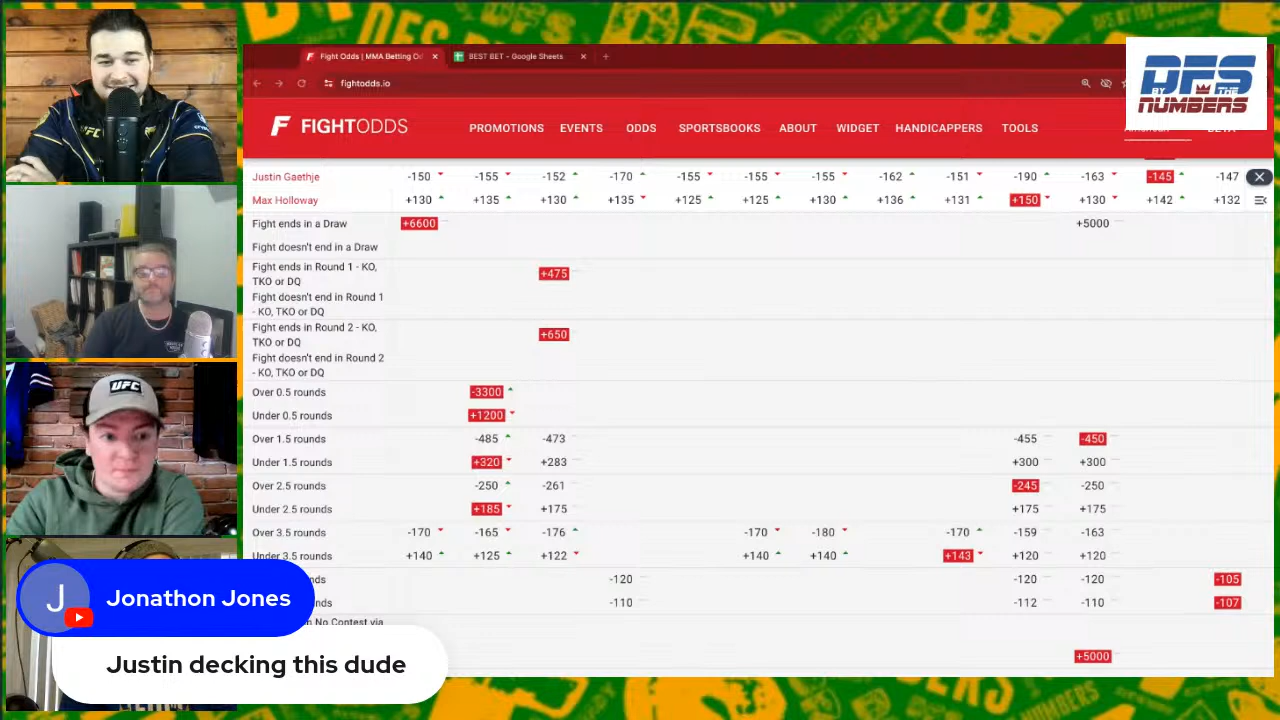 Fight Odds | MMA Betting Od
BEST BET - Google Sheets
fightodds.io
DFS
BY THE
NUMBERS
FIGHTODDS
PROMOTIONS EVENTS ODDS SPORTSBOOKS ABOUT WIDGET HANDICAPPERS TOOLS
Justin Gaethje -150 -155 -152 -170 -155 -155 -155 -162 -151 -190 -163 -145 -147
Max Holloway +130 +135 +130 +135 +125 +125 +130 +136 +131 +150 +130 +142 +132
Fight ends in a Draw +6600 +5000
Fight doesn't end in a Draw
Fight ends in Round 1 - KO,
TKO or DQ +475
Fight doesn't end in Round 1
- KO, TKO or DQ
Fight ends in Round 2 - KO,
TKO or DQ +650
Fight doesn't end in Round 2
- KO, TKO or DQ
Over 0.5 rounds -3300
Under 0.5 rounds +1200
Over 1.5 rounds -485 -473 -455 -450
Under 1.5 rounds +320 +283 +300 +300
Over 2.5 rounds -250 -261 -245 -250
Under 2.5 rounds +185 +175 +175 +175
Over 3.5 rounds -170 -165 -176 -170 -180 -170 -159 -163
Under 3.5 rounds +140 +125 +122 +140 +140 +143 +120 +120
-120 -120 -120 -105
-110 -112 -110 -107
No Contest via
+5000
UFC
UFC
J
Jonathon Jones
Justin decking this dude